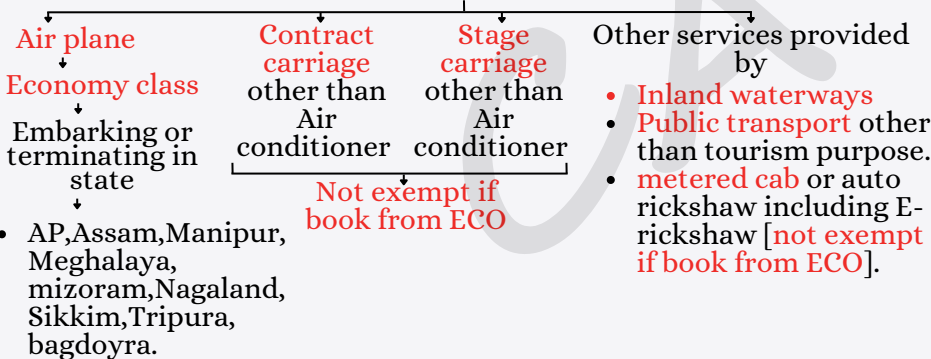 Air plane
Economy class
Embarking or
terminating in
state
• AP,Assam,Manipur,
Meghalaya,
mizoram,Nagaland,
Sikkim,Tripura,
bagdoyra.
Contract
carriage
other than
Air
conditioner
Stage
carriage
other than
Air
conditioner
Not exempt if
book from ECO
Other services provided
by
• Inland waterways
• Public transport other
than tourism purpose.
• metered cab or auto
rickshaw including E-
rickshaw [not exempt
if book from ECO].